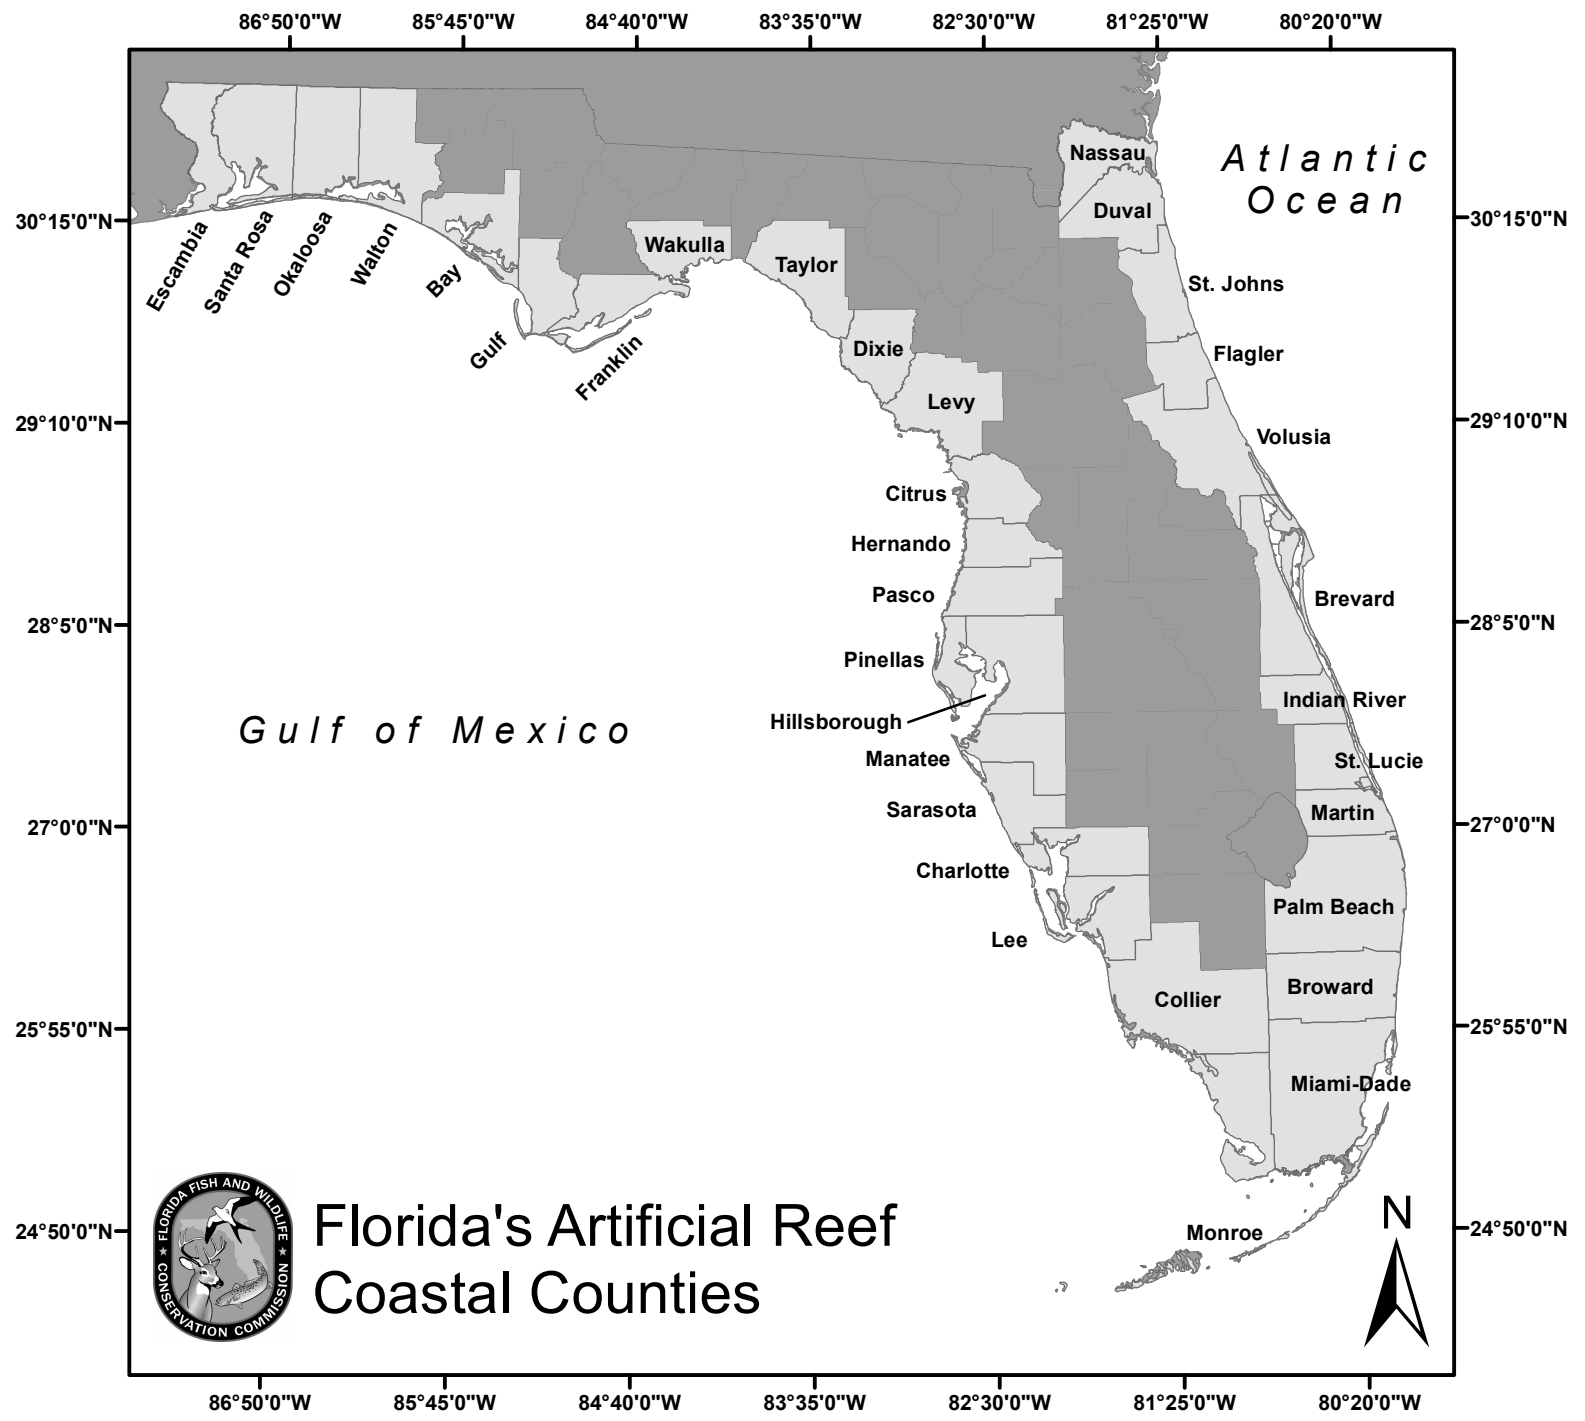 86°50'0"W 85°45'0"W 84°40'0"W 83°35'0"W 82°30'0"W 81°25'0"W 80°20'0"W
Atlantic
Ocean
Nassau
Duval
30°15'0"N
30°15'0"N
Escambia
Santa Rosa
Okaloosa
Walton
Bay
Gulf
Franklin
Wakulla
Taylor
St. Johns
Dixie
Flagler
Levy
29°10'0"N
29°10'0"N
Volusia
Citrus
Hernando
Pasco
Brevard
28°5'0"N
28°5'0"N
Pinellas
Indian River
Hillsborough
Gulf of Mexico
Manatee
St. Lucie
Sarasota
Martin
27°0'0"N
27°0'0"N
Charlotte
Palm Beach
Lee
Broward
Collier
25°55'0"N
25°55'0"N
Miami-Dade
Monroe
24°50'0"N
24°50'0"N
N
FLORIDA FISH AND WILDLIFE
CONSERVATION COMMISSION
Florida's Artificial Reef
Coastal Counties
86°50'0"W 85°45'0"W 84°40'0"W 83°35'0"W 82°30'0"W 81°25'0"W 80°20'0"W